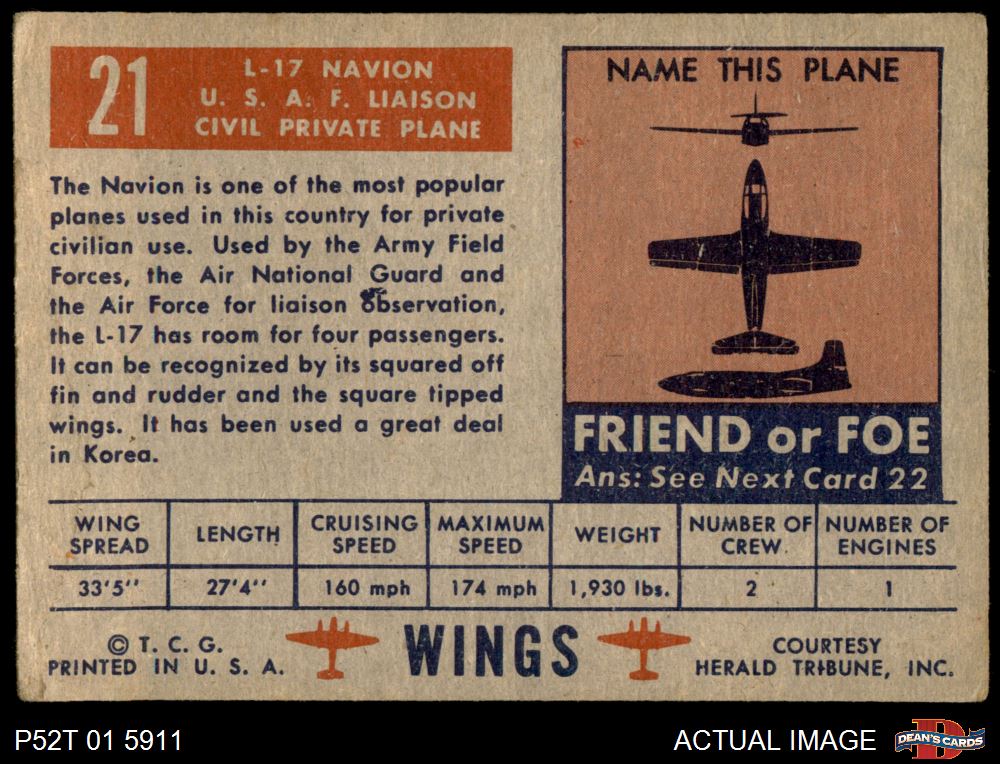 21
L-17 NAVION
U. S. A. F. LIAISON
CIVIL PRIVATE PLANE
The Navion is one of the most popular
planes used in this country for private
civilian use. Used by the Army Field
Forces, the Air National Guard and
the Air Force for liaison observation,
the L-17 has room for four passengers.
It can be recognized by its squared off
fin and rudder and the square tipped
wings. It has been used a great deal
in Korea.
NAME THIS PLANE
FRIEND or FOE
Ans: See Next Card 22
WING SPREAD LENGTH CRUISING SPEED MAXIMUM SPEED WEIGHT NUMBER OF CREW NUMBER OF ENGINES
33'5'' 27'4'' 160 mph 174 mph 1,930 lbs. 2 1
© T. C. G.
PRINTED IN U. S. A.
WINGS
COURTESY
HERALD TRIBUNE, INC.
P52T 01 5911
ACTUAL IMAGE
D
DEAN'S CARDS